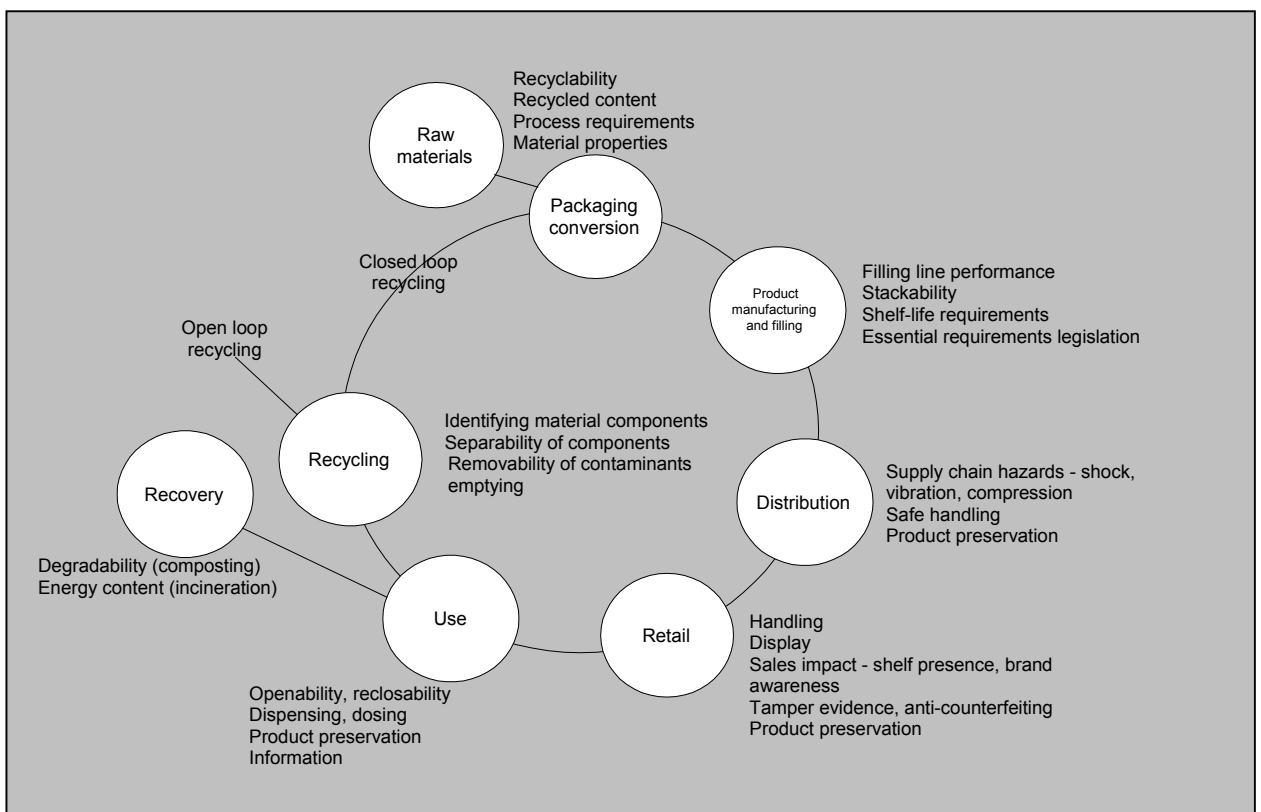 Raw
materials
Recyclability
Recycled content
Process requirements
Material properties
Packaging
conversion
Product
manufacturing
and filling
Filling line performance
Stackability
Shelf-life requirements
Essential requirements legislation
Closed loop
recycling
Open loop
recycling
Recycling
Identifying material components
Separability of components
Removability of contaminants
emptying
Distribution
Supply chain hazards - shock,
vibration, compression
Safe handling
Product preservation
Recovery
Degradability (composting)
Energy content (incineration)
Use
Openability, reclosability
Dispensing, dosing
Product preservation
Information
Retail
Handling
Display
Sales impact - shelf presence, brand
awareness
Tamper evidence, anti-counterfeiting
Product preservation